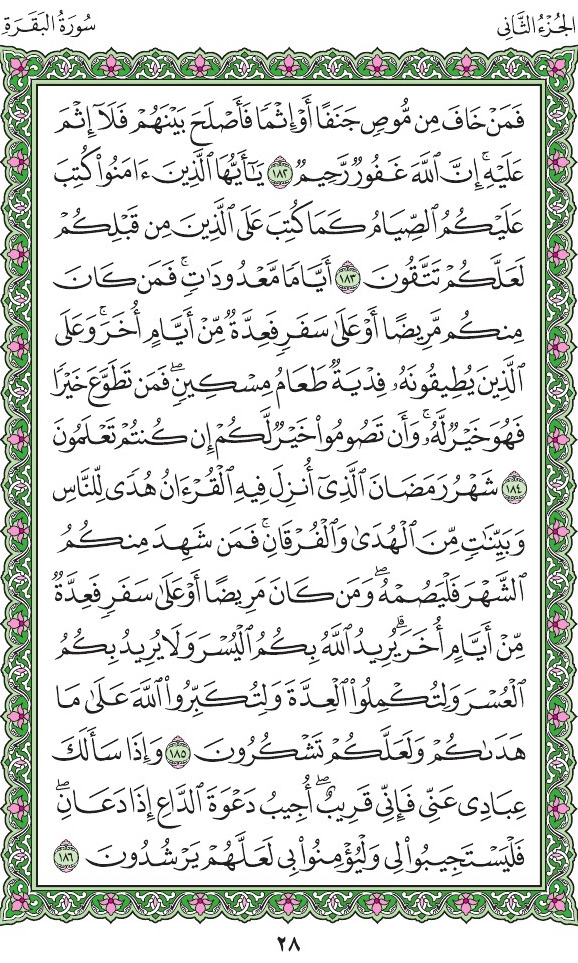 الجُزْءُ الثَّانِي
سُورَةُ البَقَرَةِ
فَمَنْ خَافَ مِن مُّوصٍ جَنَفًا أَوْ إِثْمًا فَأَصْلَحَ بَيْنَهُمْ فَلَآ إِثْمَ
عَلَيْهِ ۚ إِنَّ ٱللَّهَ غَفُورٌ رَّحِيمٌ ١٨٢ يَٰٓأَيُّهَا ٱلَّذِينَ ءَامَنُوا۟ كُتِبَ
عَلَيْكُمُ ٱلصِّيَامُ كَمَا كُتِبَ عَلَى ٱلَّذِينَ مِن قَبْلِكُمْ
لَعَلَّكُمْ تَتَّقُونَ ١٨٣ أَيَّامًا مَّعْدُودَٰتٍ ۚ فَمَن كَانَ
مِنكُم مَّرِيضًا أَوْ عَلَىٰ سَفَرٍ فَعِدَّةٌ مِّنْ أَيَّامٍ أُخَرَ ۚ وَعَلَى
ٱلَّذِينَ يُطِيقُونَهُۥ فِدْيَةٌ طَعَامُ مِسْكِينٍ ۖ فَمَن تَطَوَّعَ خَيْرًا
فَهُوَ خَيْرٌ لَّهُۥ ۚ وَأَن تَصُومُوا۟ خَيْرٌ لَّكُمْ إِن كُنتُمْ تَعْلَمُونَ
١٨٤ شَهْرُ رَمَضَانَ ٱلَّذِىٓ أُنزِلَ فِيهِ ٱلْقُرْءَانُ هُدًى لِّلنَّاسِ
وَبَيِّنَٰتٍ مِّنَ ٱلْهُدَىٰ وَٱلْفُرْقَانِ ۚ فَمَن شَهِدَ مِنكُمُ
ٱلشَّهْرَ فَلْيَصُمْهُ ۖ وَمَن كَانَ مَرِيضًا أَوْ عَلَىٰ سَفَرٍ فَعِدَّةٌ
مِّنْ أَيَّامٍ أُخَرَ ۗ يُرِيدُ ٱللَّهُ بِكُمُ ٱلْيُسْرَ وَلَا يُرِيدُ بِكُمُ
ٱلْعُسْرَ وَلِتُكْمِلُوا۟ ٱلْعِدَّةَ وَلِتُكَبِّرُوا۟ ٱللَّهَ عَلَىٰ مَا
هَدَىٰكُمْ وَلَعَلَّكُمْ تَشْكُرُونَ ١٨٥ وَإِذَا سَأَلَكَ
عِبَادِى عَنِّى فَإِنِّى قَرِيبٌ ۖ أُجِيبُ دَعْوَةَ ٱلدَّاعِ إِذَا دَعَانِ ۖ
فَلْيَسْتَجِيبُوا۟ لِى وَلْيُؤْمِنُوا۟ بِى لَعَلَّهُمْ يَرْشُدُونَ ١٨٦
٢٨